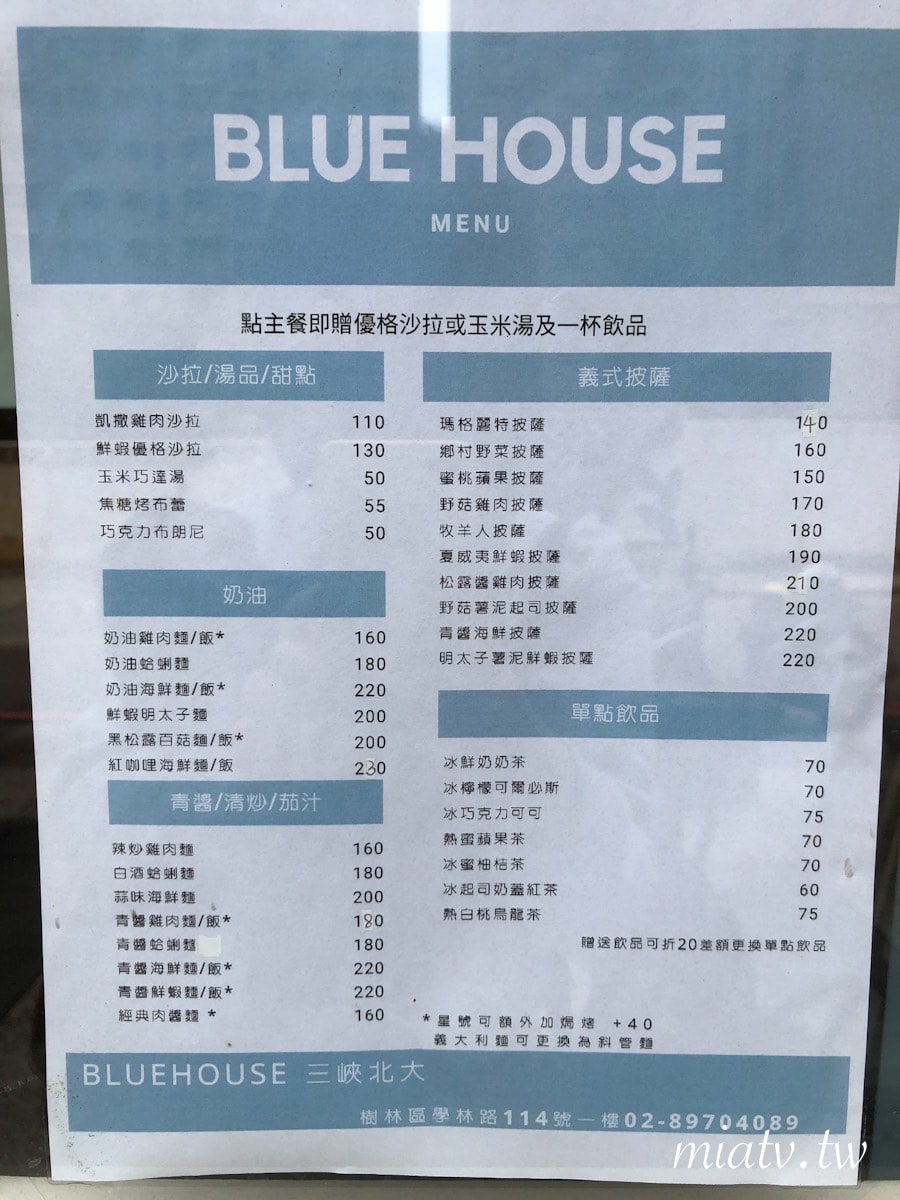 BLUE HOUSE
MENU
點主餐即贈優格沙拉或玉米湯及一杯飲品
沙拉/湯品/甜點
凱撒雞肉沙拉 110
鮮蝦優格沙拉 130
玉米巧達湯 50
焦糖烤布蕾 55
巧克力布朗尼 50
奶油
奶油雞肉麵/飯* 160
奶油蛤蜊麵 180
奶油海鮮麵/飯* 220
鮮蝦明太子麵 200
黑松露百菇麵/飯* 200
紅咖哩海鮮麵/飯 230
青醬/清炒/茄汁
辣炒雞肉麵 160
白酒蛤蜊麵 180
蒜味海鮮麵 200
青醬雞肉麵/飯* 180
青醬蛤蜊麵 180
青醬海鮮麵/飯* 220
青醬鮮蝦麵/飯* 220
經典肉醬麵 * 160
義式披薩
瑪格麗特披薩 140
鄉村野菜披薩 160
蜜桃蘋果披薩 150
野菇雞肉披薩 170
牧羊人披薩 180
夏威夷鮮蝦披薩 190
松露醬雞肉披薩 210
野菇薯泥起司披薩 200
青醬海鮮披薩 220
明太子薯泥鮮蝦披薩 220
單點飲品
冰鮮奶奶茶 70
冰檸檬可爾必斯 70
冰巧克力可可 75
熱蜜蘋果茶 70
冰蜜柚桔茶 70
冰起司奶蓋紅茶 60
熱白桃烏龍茶 75
贈送飲品可折20差額更換單點飲品
*星號可額外加焗烤 +40
義大利麵可更換為斜管麵
BLUEHOUSE 三峽北大
樹林區學林路114號一樓02-89704089
miatv.tw